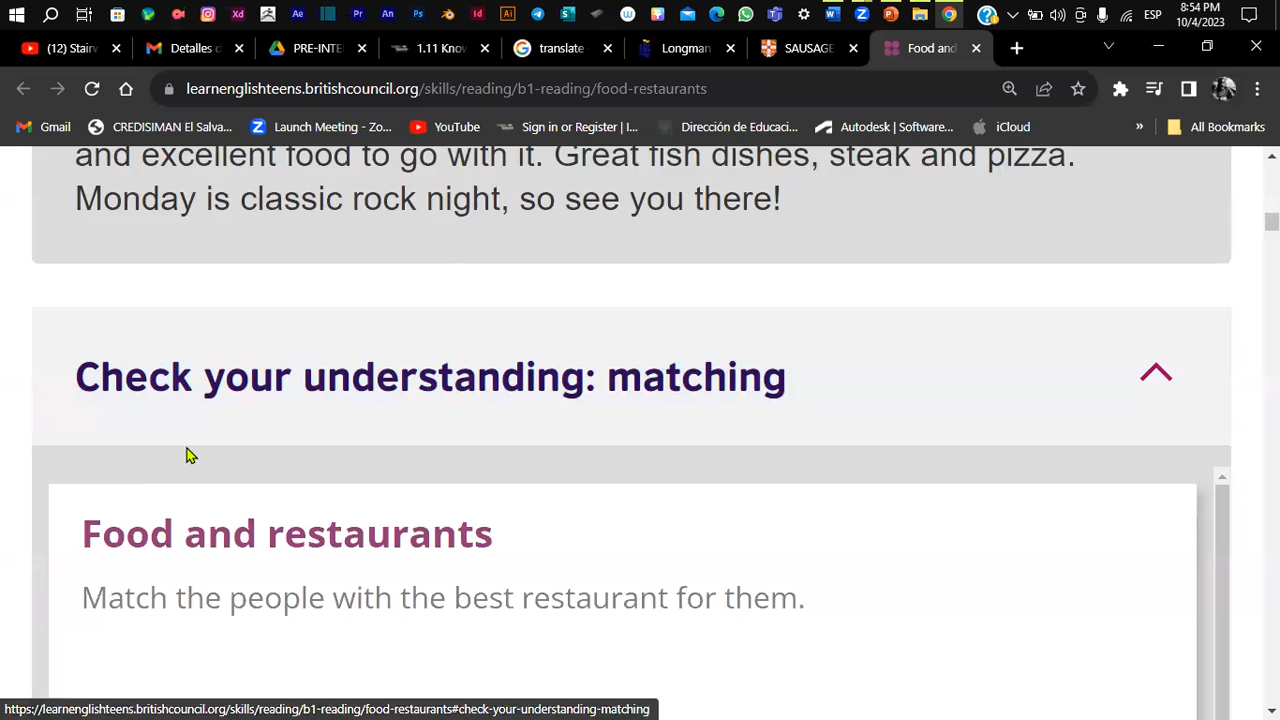 8:54 PM
ESP
10/4/2023
(12) Stairw
Detalles d
PRE-INTE
1.11 Know
translate -
Longman
SAUSAGE
Food and
learnenglishteens.britishcouncil.org/skills/reading/b1-reading/food-restaurants
Gmail
CREDISIMAN El Salva...
Launch Meeting - Zo...
YouTube
Sign in or Register | I...
Dirección de Educaci...
Autodesk | Software...
iCloud
»
All Bookmarks
and excellent food to go with it. Great fish dishes, steak and pizza.
Monday is classic rock night, so see you there!
Check your understanding: matching
Food and restaurants
Match the people with the best restaurant for them.
https://learnenglishteens.britishcouncil.org/skills/reading/b1-reading/food-restaurants#check-your-understanding-matching